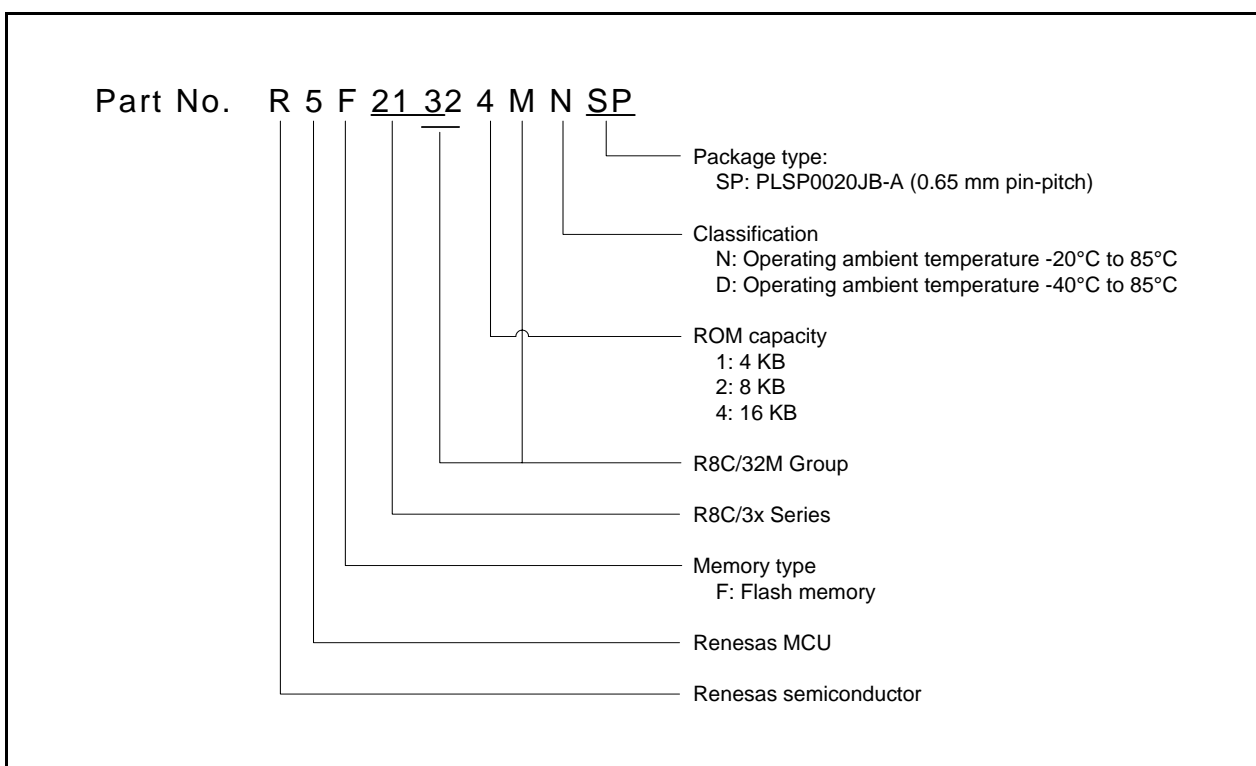 Part No. R 5 F 21 32 4 M N SP
Package type:
SP: PLSP0020JB-A (0.65 mm pin-pitch)
Classification
N: Operating ambient temperature -20°C to 85°C
D: Operating ambient temperature -40°C to 85°C
ROM capacity
1: 4 KB
2: 8 KB
4: 16 KB
R8C/32M Group
R8C/3x Series
Memory type
F: Flash memory
Renesas MCU
Renesas semiconductor